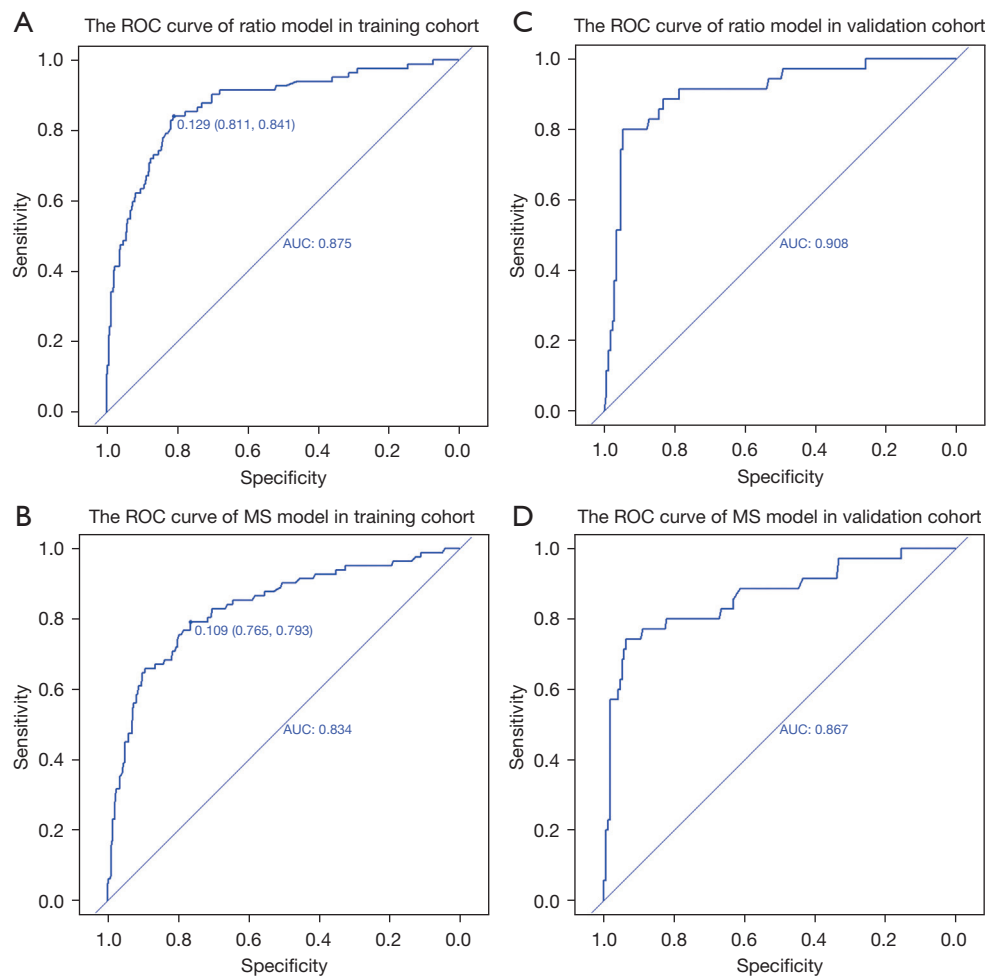 A
The ROC curve of ratio model in training cohort
1.0
0.8
0.6
0.4
0.2
0.0
Sensitivity
0.129 (0.811, 0.841)
AUC: 0.875
1.0 0.8 0.6 0.4 0.2 0.0
Specificity
C
The ROC curve of ratio model in validation cohort
1.0
0.8
0.6
0.4
0.2
0.0
Sensitivity
AUC: 0.908
1.0 0.8 0.6 0.4 0.2 0.0
Specificity
B
The ROC curve of MS model in training cohort
1.0
0.8
0.6
0.4
0.2
0.0
Sensitivity
0.109 (0.765, 0.793)
AUC: 0.834
1.0 0.8 0.6 0.4 0.2 0.0
Specificity
D
The ROC curve of MS model in validation cohort
1.0
0.8
0.6
0.4
0.2
0.0
Sensitivity
AUC: 0.867
1.0 0.8 0.6 0.4 0.2 0.0
Specificity